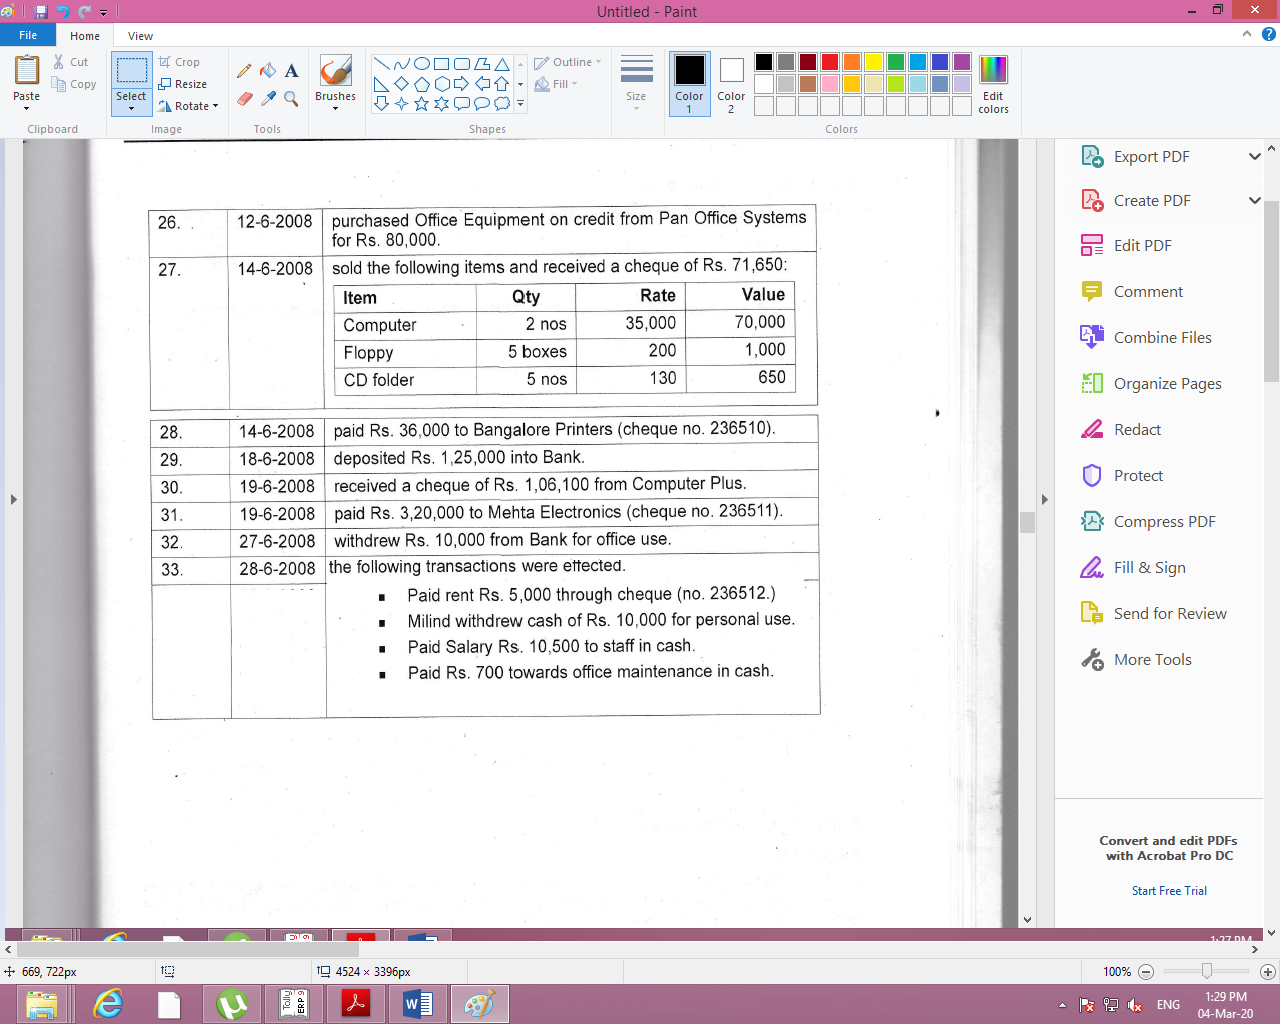 Untitled - Paint
File Home View
Paste
Cut
Copy
Clipboard
Select
Crop
Resize
Rotate
Image
Tools
Brushes
Shapes
Outline
Fill
Size
Color 1
Color 2
Colors
Edit colors
26. 12-6-2008 purchased Office Equipment on credit from Pan Office Systems
for Rs. 80,000.
27. 14-6-2008 sold the following items and received a cheque of Rs. 71,650:
Item Qty Rate Value
Computer 2 nos 35,000 70,000
Floppy 5 boxes 200 1,000
CD folder 5 nos 130 650
28. 14-6-2008 paid Rs. 36,000 to Bangalore Printers (cheque no. 236510).
29. 18-6-2008 deposited Rs. 1,25,000 into Bank.
30. 19-6-2008 received a cheque of Rs. 1,06,100 from Computer Plus.
31. 19-6-2008 paid Rs. 3,20,000 to Mehta Electronics (cheque no. 236511).
32. 27-6-2008 withdrew Rs. 10,000 from Bank for office use.
33. 28-6-2008 the following transactions were effected.
▪ Paid rent Rs. 5,000 through cheque (no. 236512.)
▪ Milind withdrew cash of Rs. 10,000 for personal use.
▪ Paid Salary Rs. 10,500 to staff in cash.
▪ Paid Rs. 700 towards office maintenance in cash.
Export PDF
Create PDF
Edit PDF
Comment
Combine Files
Organize Pages
Redact
Protect
Compress PDF
Fill & Sign
Send for Review
More Tools
Convert and edit PDFs
with Acrobat Pro DC
Start Free Trial
1:27 PM
669, 722px
4524 × 3396px
100%
Tally ERP 9
ENG
1:29 PM
04-Mar-20